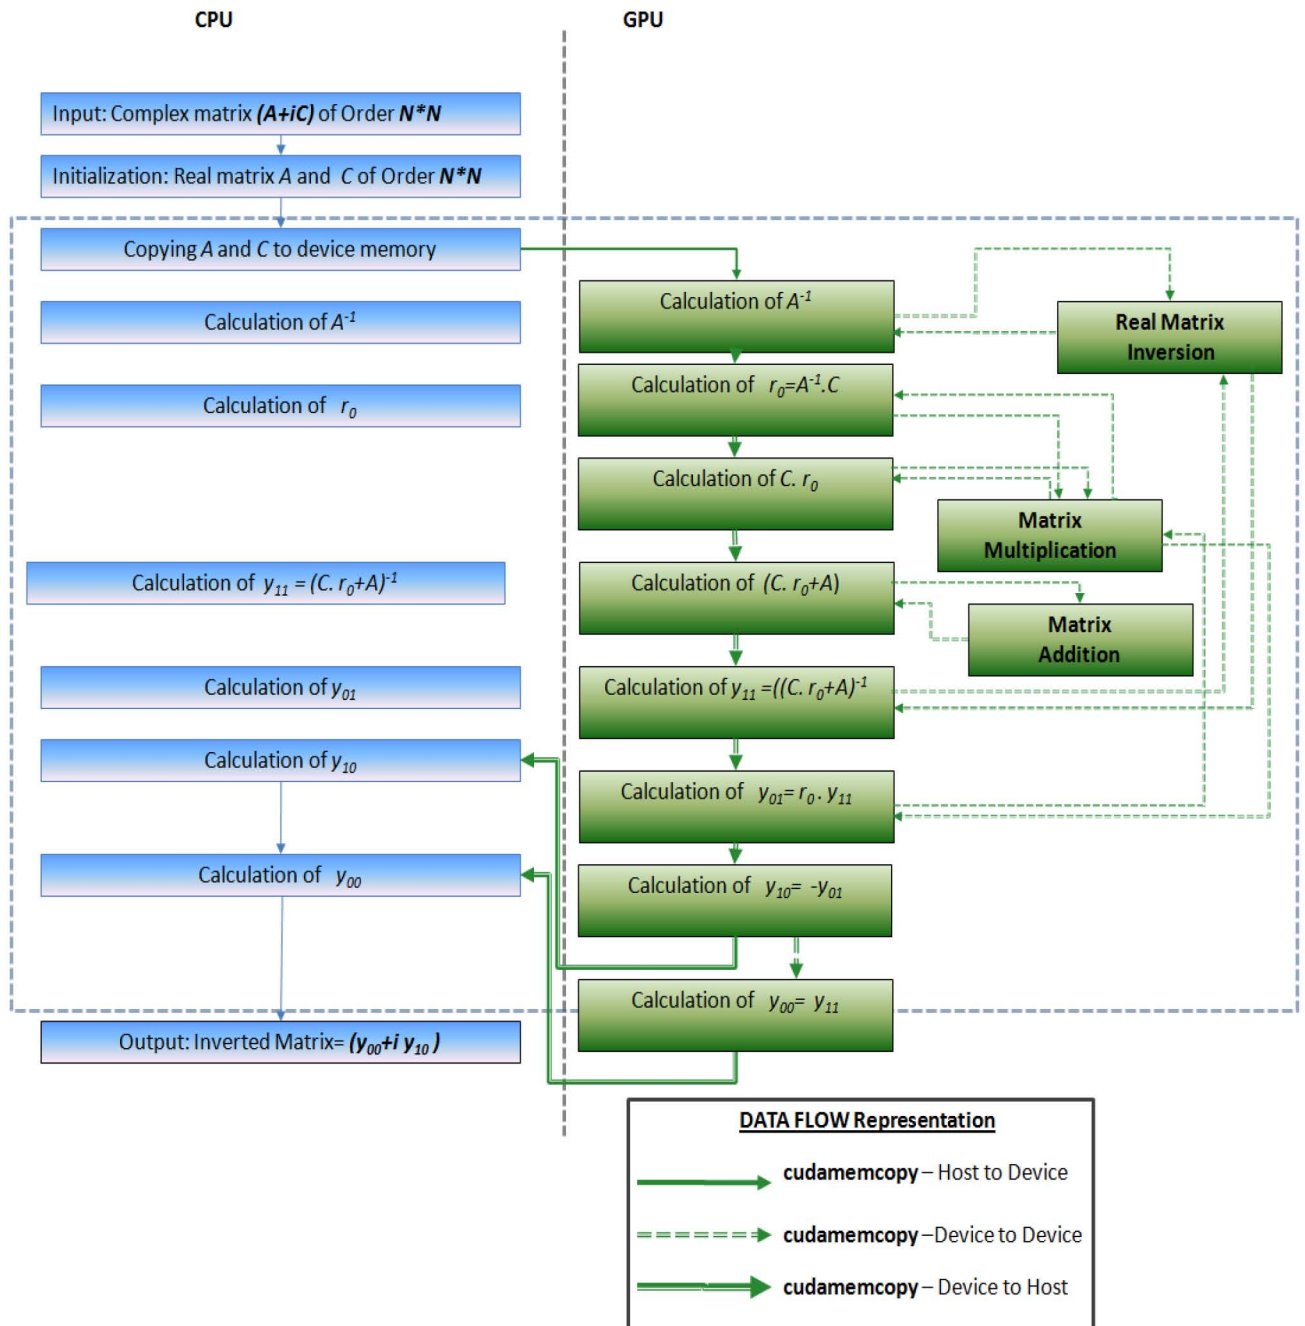 CPU
GPU
Input: Complex matrix (A+iC) of Order N*N
Initialization: Real matrix A and C of Order N*N
Copying A and C to device memory
Calculation of A⁻¹
Calculation of r₀
Calculation of y₁₁ = (C. r₀+A)⁻¹
Calculation of y₀₁
Calculation of y₁₀
Calculation of y₀₀
Output: Inverted Matrix= (y₀₀+i y₁₀ )
Calculation of A⁻¹
Calculation of r₀=A⁻¹.C
Calculation of C. r₀
Calculation of (C. r₀+A)
Calculation of y₁₁ =((C. r₀+A)⁻¹
Calculation of y₀₁= r₀ . y₁₁
Calculation of y₁₀= -y₀₁
Calculation of y₀₀= y₁₁
Real Matrix
Inversion
Matrix
Multiplication
Matrix
Addition
DATA FLOW Representation
cudamemcopy – Host to Device
cudamemcopy –Device to Device
cudamemcopy – Device to Host